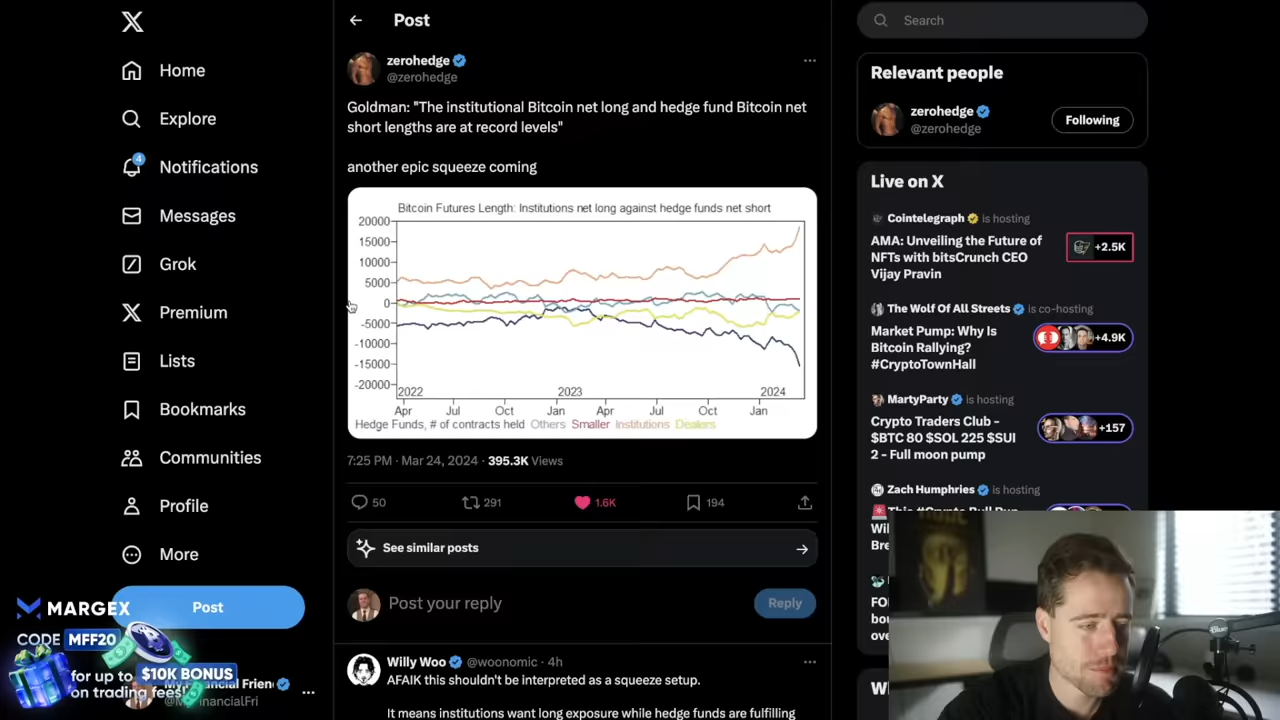 Home
Explore
4
Notifications
Messages
Grok
Premium
Lists
Bookmarks
Communities
Profile
More
Post
MARGEX
CODE MFF20
for up to $10K BONUS
on trading fees!
Post
zerohedge
@zerohedge
Goldman: "The institutional Bitcoin net long and hedge fund Bitcoin net
short lengths are at record levels"
another epic squeeze coming
Bitcoin Futures Length: Institutions net long against hedge funds net short
20000
15000
10000
5000
0
-5000
-10000
-15000
-20000
2022 2023 2024
Apr Jul Oct Jan Apr Jul Oct Jan
Hedge Funds, # of contracts held Others Smaller Institutions Dealers
7:25 PM · Mar 24, 2024 · 395.3K Views
50 291 1.6K 194
See similar posts
Post your reply
Reply
Willy Woo @woonomic · 4h
AFAIK this shouldn't be interpreted as a squeeze setup.
It means institutions want long exposure while hedge funds are fulfilling
Search
Relevant people
zerohedge
@zerohedge
Following
Live on X
Cointelegraph is hosting
AMA: Unveiling the Future of
NFTs with bitsCrunch CEO
Vijay Pravin
+2.5K
The Wolf Of All Streets is co-hosting
Market Pump: Why Is
Bitcoin Rallying?
#CryptoTownHall
+4.9K
MartyParty is hosting
Crypto Traders Club -
$BTC 80 $SOL 225 $SUI
2 - Full moon pump
+157
Zach Humphries is hosting